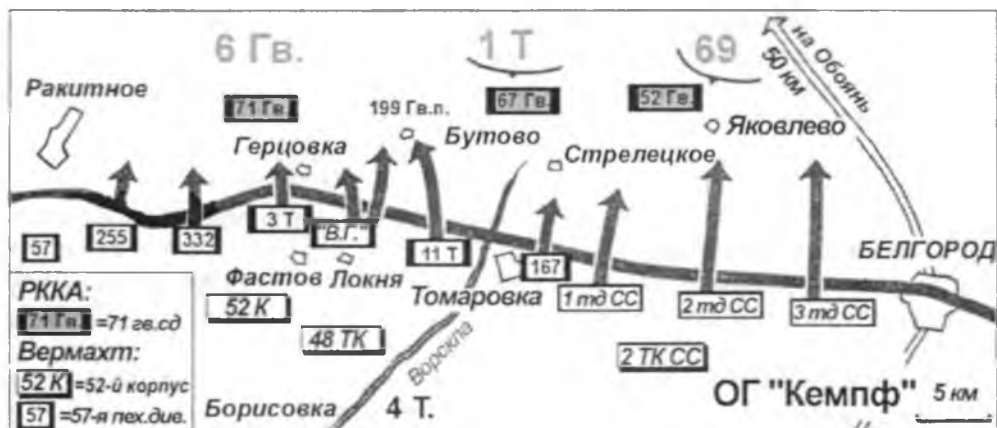 6 Гв.
1 Т
69
на Обоянь
50 км
Ракитное
71 Гв.
199 Гв.п.
67 Гв.
52 Гв.
Бутово
Яковлево
Герцовка
Стрелецкое
57
255
332
3 Т
"В.Г."
11 Т
167
БЕЛГОРОД
Фастов
Локня
Томаровка
1 тд СС
2 тд СС
3 тд СС
52 К
48 ТК
Ворскла
2 ТК СС
Борисовка
4 Т.
ОГ "Кемпф"
5 км
РККА:
71 Гв. =71 гв.сд
Вермахт:
52 К =52-й корпус
57 =57-я пех.див.